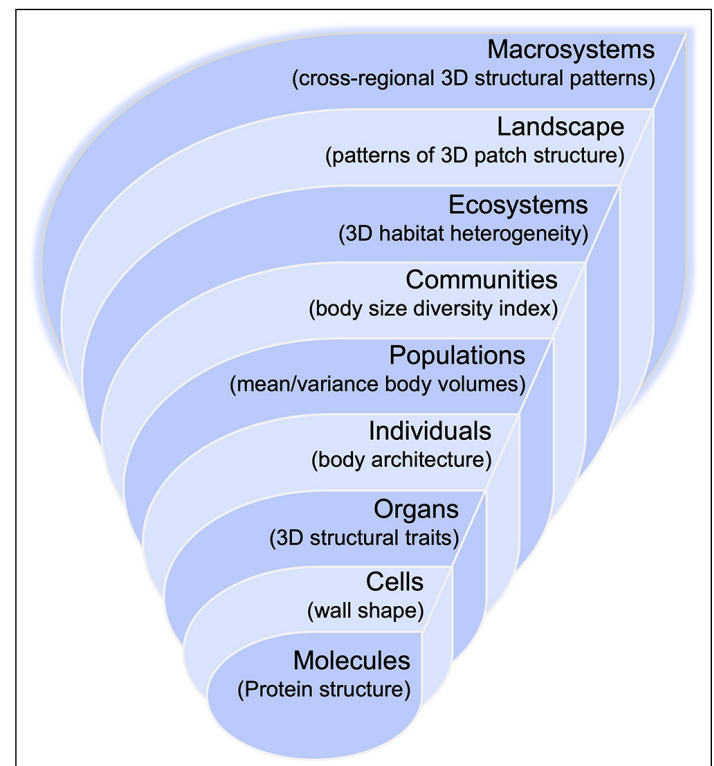 Macrosystems
(cross-regional 3D structural patterns)
Landscape
(patterns of 3D patch structure)
Ecosystems
(3D habitat heterogeneity)
Communities
(body size diversity index)
Populations
(mean/variance body volumes)
Individuals
(body architecture)
Organs
(3D structural traits)
Cells
(wall shape)
Molecules
(Protein structure)